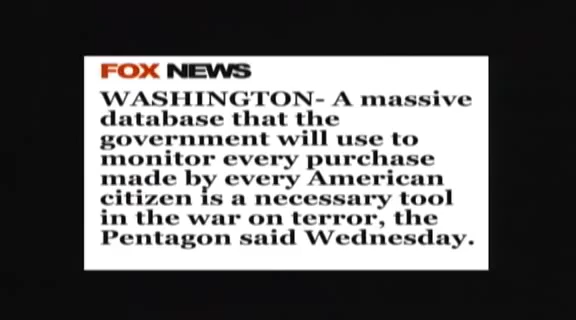 FOX NEWS
WASHINGTON- A massive
database that the
government will use to
monitor every purchase
made by every American
citizen is a necessary tool
in the war on terror, the
Pentagon said Wednesday.